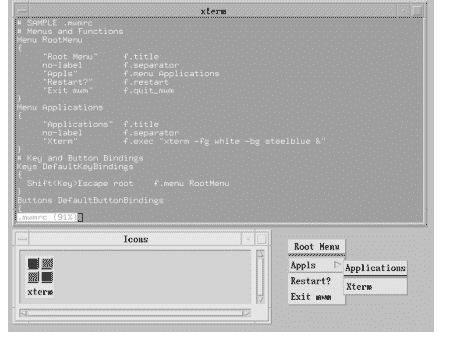 xterm
# SAMPLE .mwmrc
# Menus and Functions
Menu RootMenu
{
"Root Menu" f.title
no-label f.separator
"Appls" f.menu Applications
"Restart?" f.restart
"Exit mwm" f.quit_mwm
}
Menu Applications
{
"Applications" f.title
no-label f.separator
"Xterm" f.exec "xterm -fg white -bg steelblue &"
}
# Key and Button Bindings
Keys DefaultKeyBindings
{
Shift<Key>Escape root f.menu RootMenu
}
Buttons DefaultButtonBindings
{
.mwmrc (91%)
Icons
xterm
Root Menu
Appls
Restart?
Exit mwm
Applications
Xterm